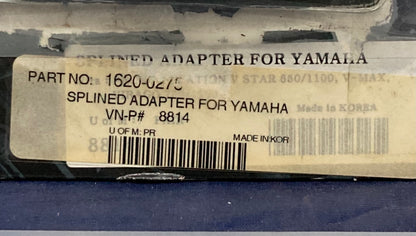 SPLINED ADAPTER FOR YAMAHA
V STAR 650/1100, V-MAX,
PART NO: 1620-0275
SPLINED ADAPTER FOR YAMAHA
Made in KOREA
VN-P# 8814
U OF M: PR
MADE IN KOR